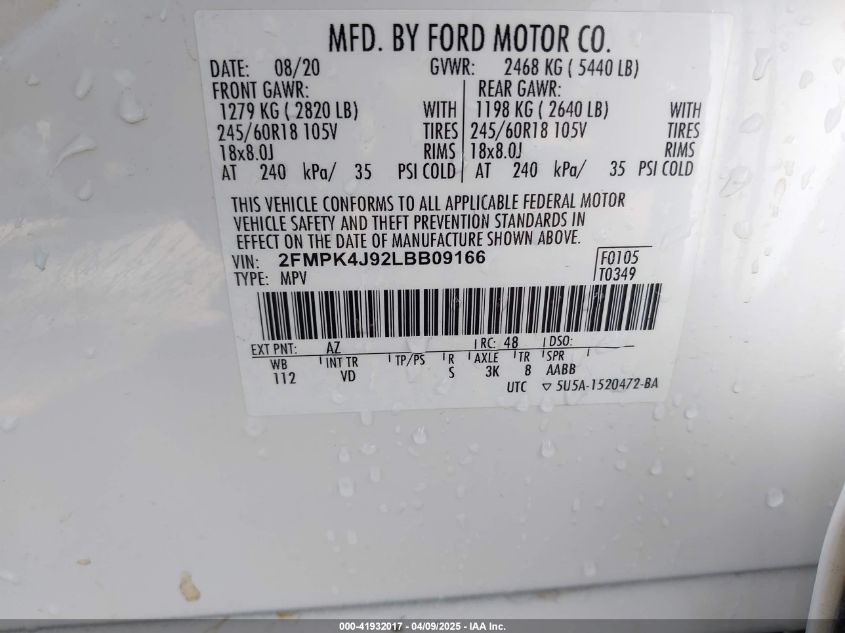 MFD. BY FORD MOTOR CO.
DATE: 08/20 GVWR: 2468 KG ( 5440 LB)
FRONT GAWR: REAR GAWR:
1279 KG ( 2820 LB) WITH 1198 KG ( 2640 LB) WITH
245/60R18 105V TIRES 245/60R18 105V TIRES
18x8.0J RIMS 18x8.0J RIMS
AT 240 kPa/ 35 PSI COLD AT 240 kPa/ 35 PSI COLD
THIS VEHICLE CONFORMS TO ALL APPLICABLE FEDERAL MOTOR
VEHICLE SAFETY AND THEFT PREVENTION STANDARDS IN
EFFECT ON THE DATE OF MANUFACTURE SHOWN ABOVE.
VIN: 2FMPK4J92LBB09166 F0105
TYPE: MPV T0349
EXT PNT: AZ RC: 48 DSO:
WB INT TR TP/PS R AXLE TR SPR
112 VD S 3K 8 AABB
UTC ▽ 5U5A-1520472-BA
000-41932017 - 04/09/2025 - IAA Inc.